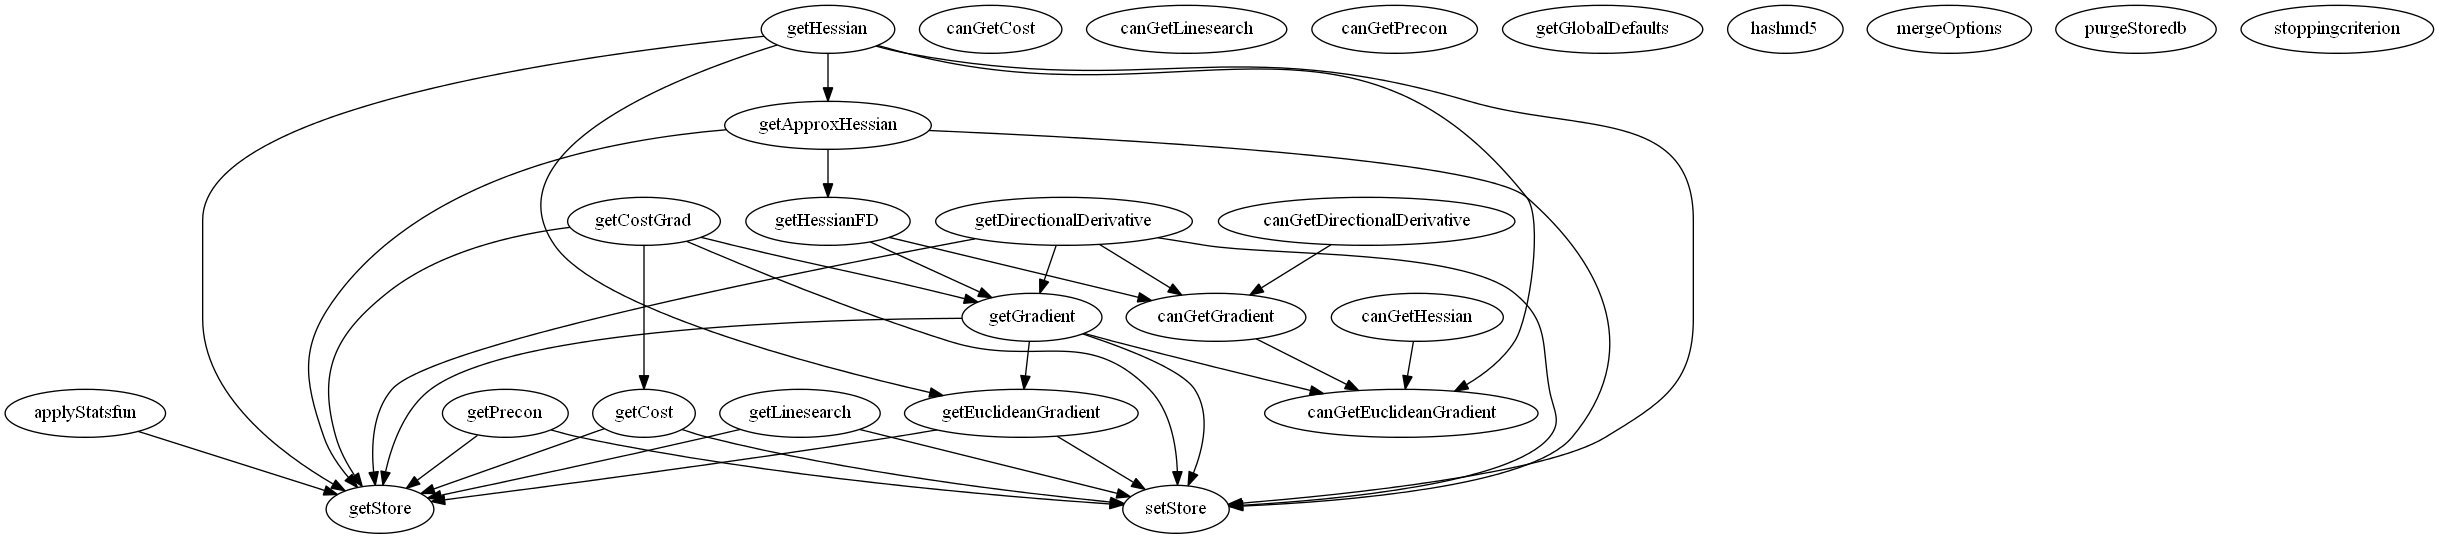 getHessian
canGetCost
canGetLinesearch
canGetPrecon
getGlobalDefaults
hashmd5
mergeOptions
purgeStoredb
stoppingcriterion
getApproxHessian
getCostGrad
getHessianFD
getDirectionalDerivative
canGetDirectionalDerivative
getGradient
canGetGradient
canGetHessian
applyStatsfun
getPrecon
getCost
getLinesearch
getEuclideanGradient
canGetEuclideanGradient
getStore
setStore